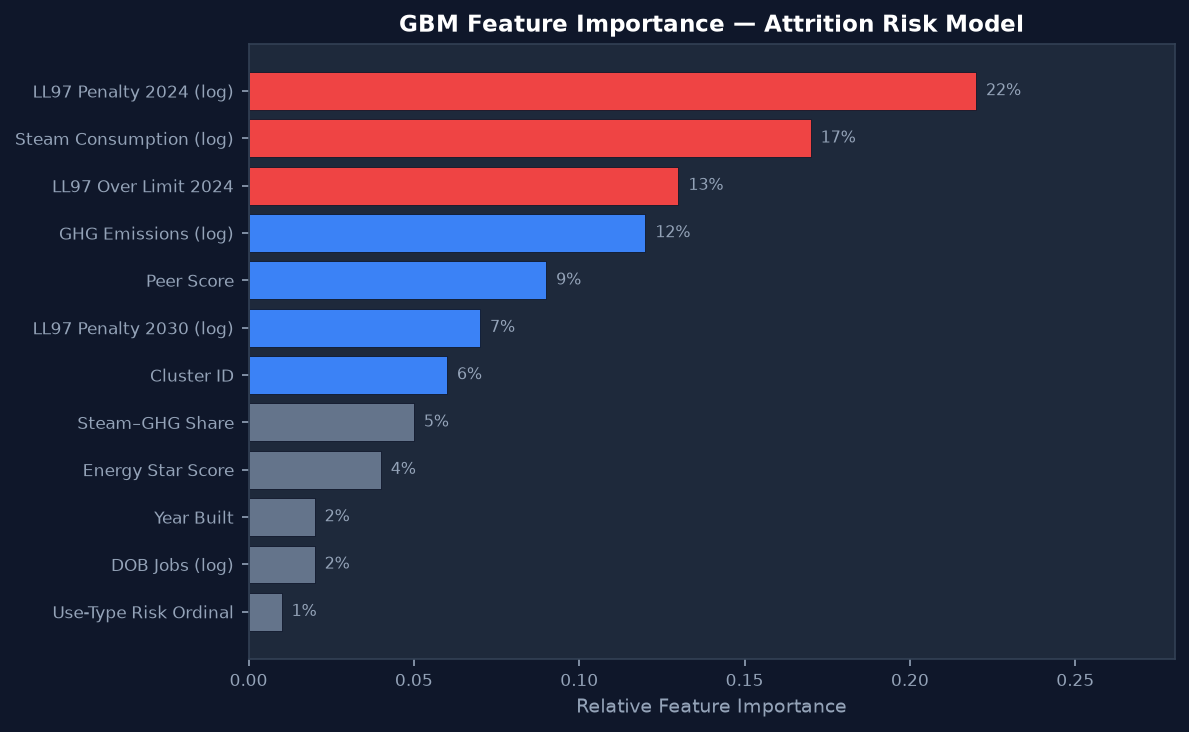 GBM Feature Importance — Attrition Risk Model
LL97 Penalty 2024 (log) 22%
Steam Consumption (log) 17%
LL97 Over Limit 2024 13%
GHG Emissions (log) 12%
Peer Score 9%
LL97 Penalty 2030 (log) 7%
Cluster ID 6%
Steam–GHG Share 5%
Energy Star Score 4%
Year Built 2%
DOB Jobs (log) 2%
Use-Type Risk Ordinal 1%
0.00 0.05 0.10 0.15 0.20 0.25
Relative Feature Importance